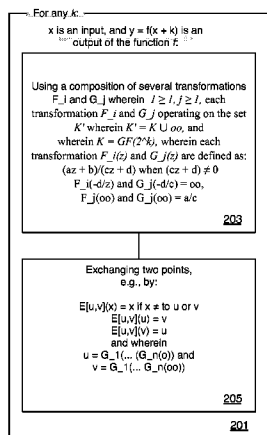 For any k:
x is an input, and y = f(x + k) is an
output of the function f:
Using a composition of several transformations
F_i and G_j wherein I ≥ 1, j ≥ 1, each
transformation F_i and G_j operating on the set
K' wherein K' = K ∪ oo, and
wherein K = GF(2^k), wherein each
transformation F_i(z) and G_j(z) are defined as:
(az + b)/(cz + d) when (cz + d) ≠ 0
F_i(-d/z) and G_j(-d/c) = oo,
F_j(oo) and G_j(oo) = a/c
203
Exchanging two points,
e.g., by:
E[u,v](x) = x if x ≠ to u or v
E[u,v](u) = v
E[u,v](v) = u
and wherein
u = G_1(... (G_n(o)) and
v = G_1(... G_n(oo))
205
201